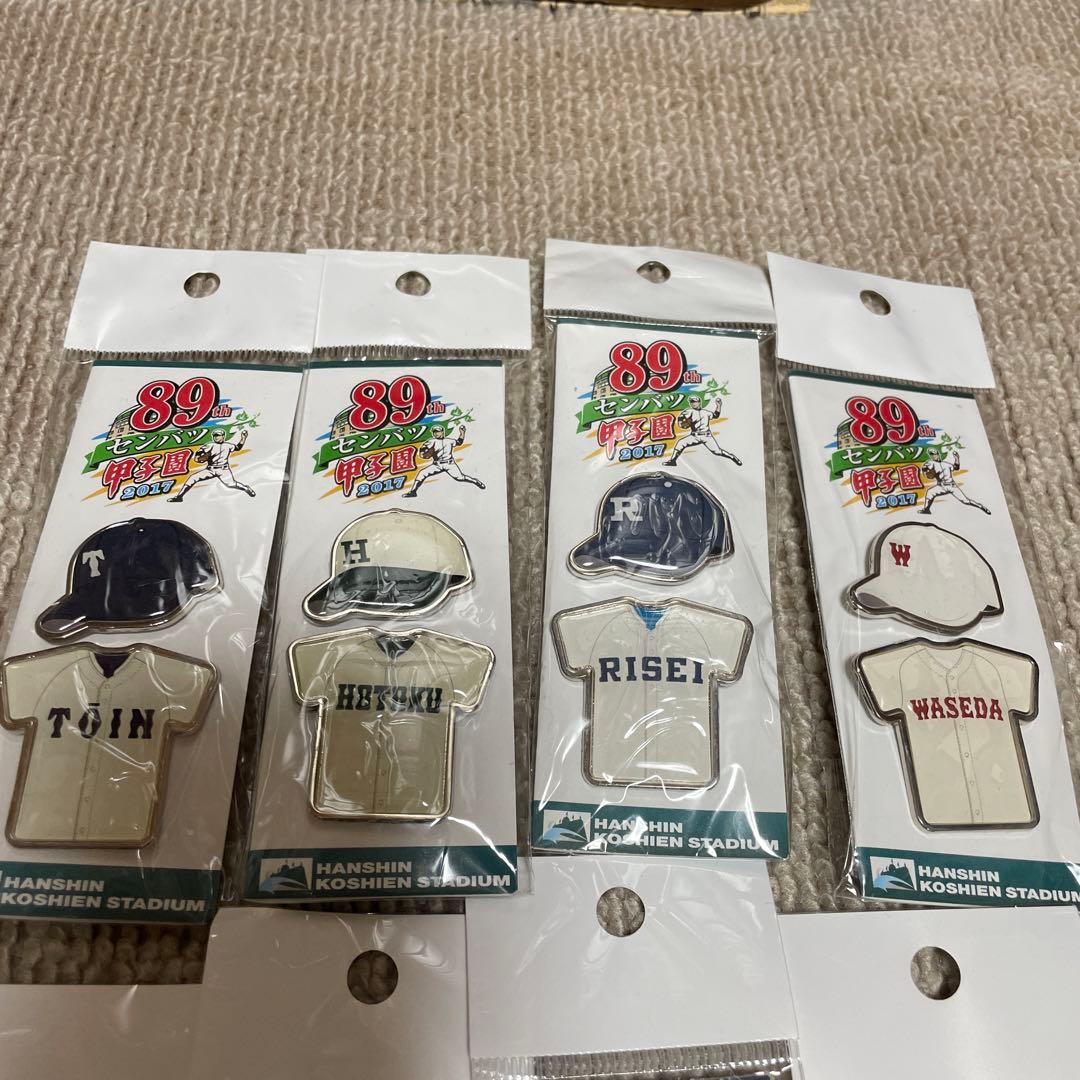 89th
センバツ
甲子園
2017
T
TŌIN
HANSHIN
KOSHIEN STADIUM
89th
センバツ
甲子園
2017
H
HOTOKU
HANSHIN
KOSHIEN STADIUM
89th
センバツ
甲子園
2017
R
RISEI
HANSHIN
KOSHIEN STADIUM
89th
センバツ
甲子園
2017
W
WASEDA
HANSHIN
KOSHIEN STADIUM